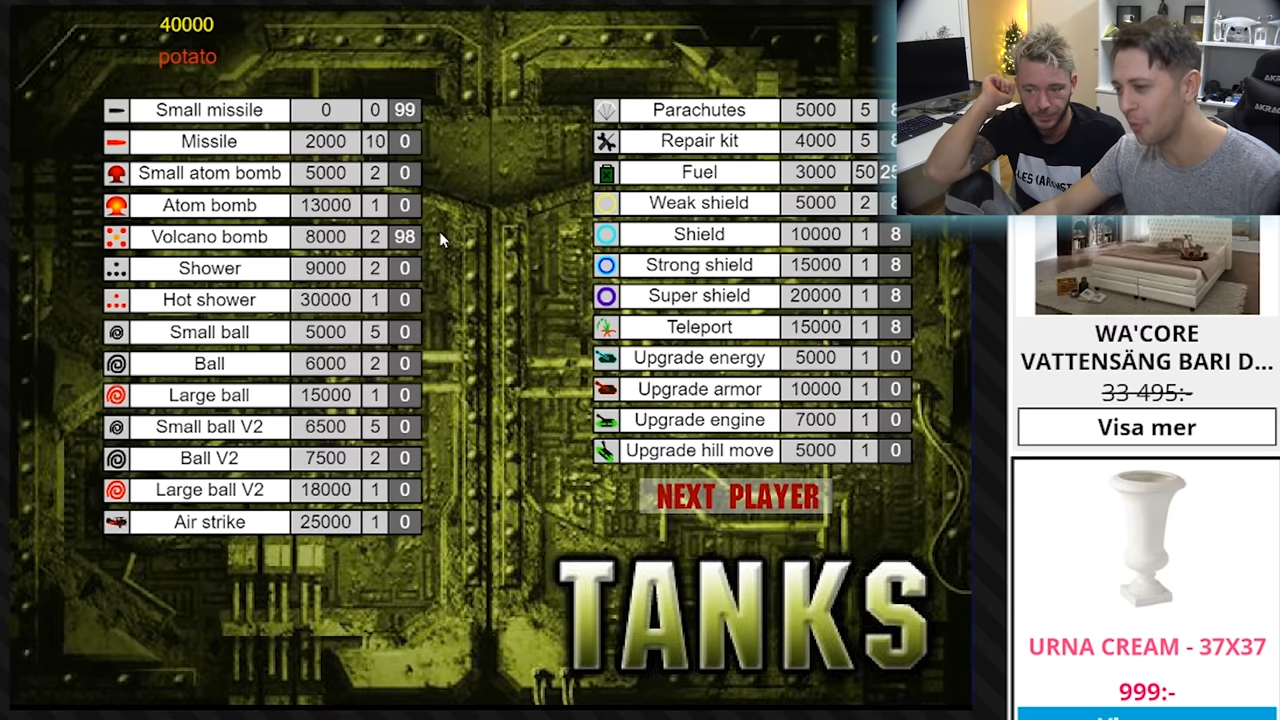 40000
potato
Small missile 0 0 99
Missile 2000 10 0
Small atom bomb 5000 2 0
Atom bomb 13000 1 0
Volcano bomb 8000 2 98
Shower 9000 2 0
Hot shower 30000 1 0
Small ball 5000 5 0
Ball 6000 2 0
Large ball 15000 1 0
Small ball V2 6500 5 0
Ball V2 7500 2 0
Large ball V2 18000 1 0
Air strike 25000 1 0
Parachutes 5000 5
Repair kit 4000 5
Fuel 3000 50
Weak shield 5000 2
Shield 10000 1 8
Strong shield 15000 1 8
Super shield 20000 1 8
Teleport 15000 1 8
Upgrade energy 5000 1 0
Upgrade armor 10000 1 0
Upgrade engine 7000 1 0
Upgrade hill move 5000 1 0
NEXT PLAYER
TANKS
WA'CORE
VATTENSÄNG BARI D...
33 495:-
Visa mer
URNA CREAM - 37X37
999:-